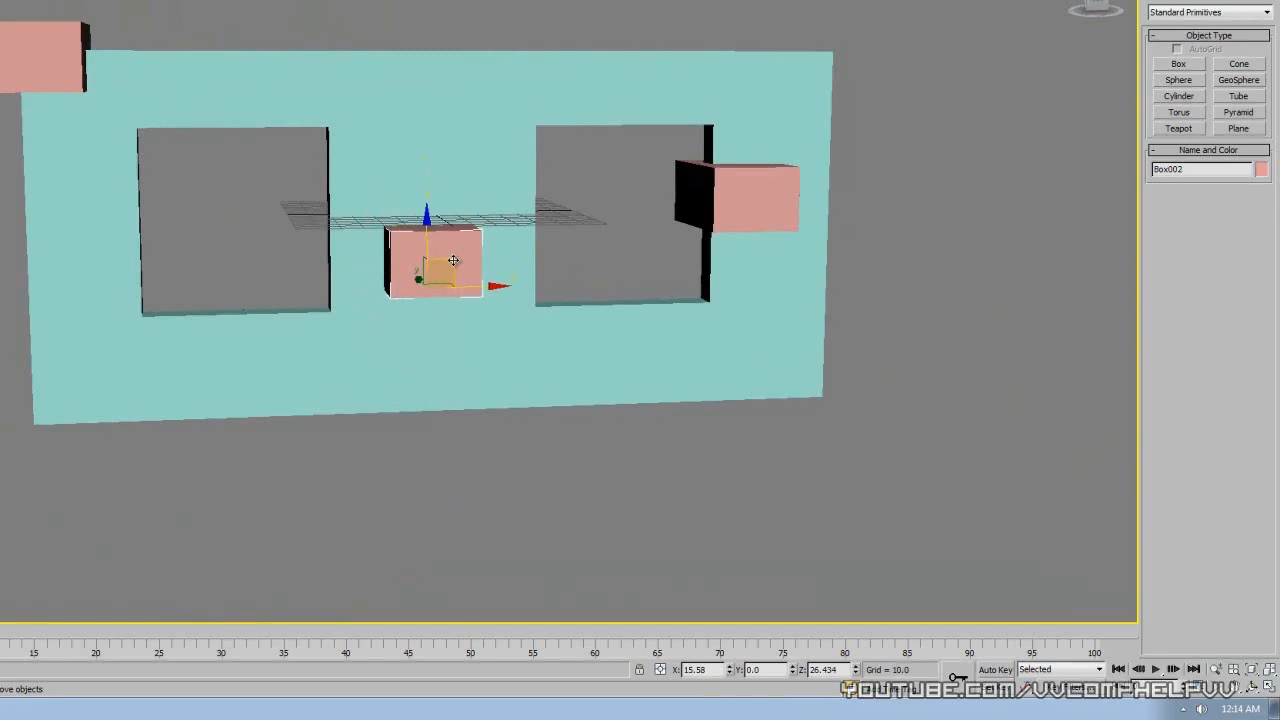 Standard Primitives
- Object Type
AutoGrid
Box Cone
Sphere GeoSphere
Cylinder Tube
Torus Pyramid
Teapot Plane
- Name and Color
Box002
y
15 20 25 30 35 40 45 50 55 60 65 70 75 80 85 90 95 100
X: 15.58 Y: 0.0 Z: 26.434 Grid = 10.0 Auto Key Selected
ove objects
YOUTUBE.COM/VVCOMPHELPVV
12:14 AM